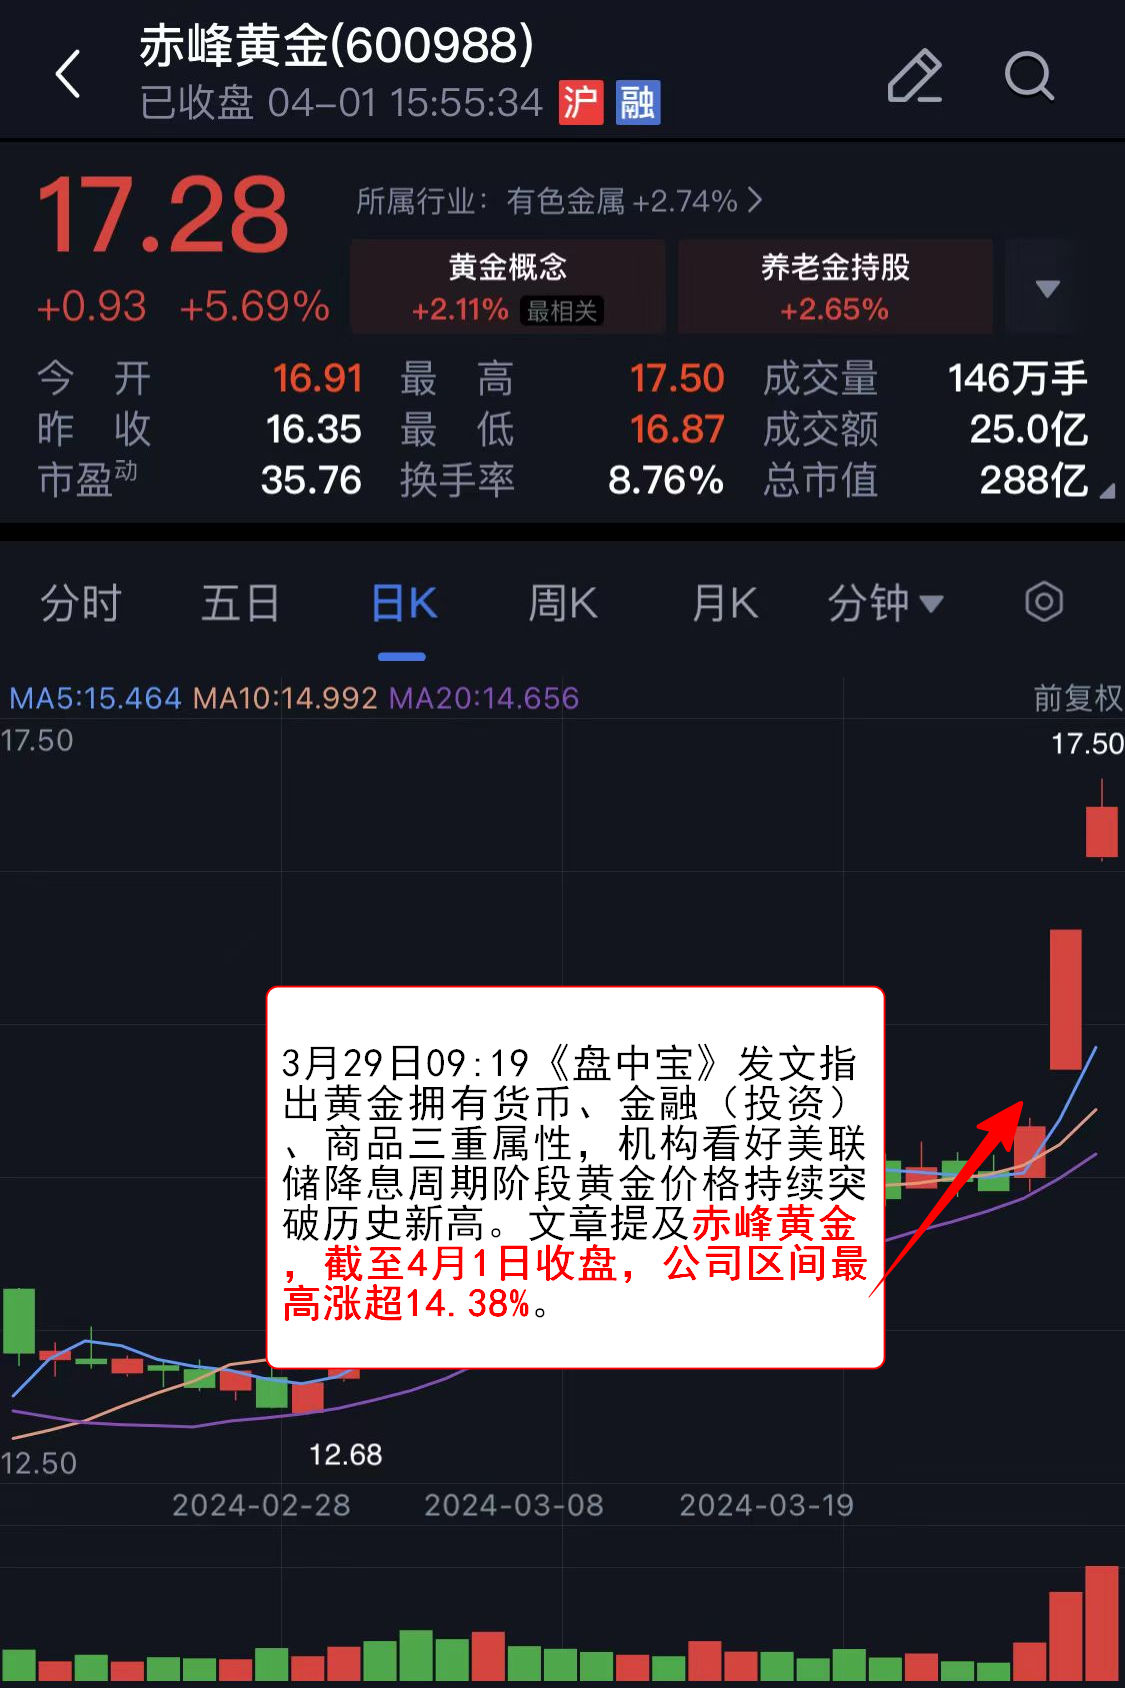 赤峰黄金(600988)
已收盘 04-01 15:55:34 沪 融
17.28
+0.93 +5.69%
所属行业：有色金属 +2.74%
黄金概念
+2.11% 最相关
养老金持股
+2.65%
今开 16.91 最高 17.50 成交量 146万手
昨收 16.35 最低 16.87 成交额 25.0亿
市盈动 35.76 换手率 8.76% 总市值 288亿
分时 五日 日K 周K 月K 分钟
MA5:15.464 MA10:14.992 MA20:14.656 前复权
17.50 17.50
3月29日09:19《盘中宝》发文指
出黄金拥有货币、金融（投资）
、商品三重属性，机构看好美联
储降息周期阶段黄金价格持续突
破历史新高。文章提及赤峰黄金
，截至4月1日收盘，公司区间最
高涨超14.38%。
12.68
12.50
2024-02-28 2024-03-08 2024-03-19